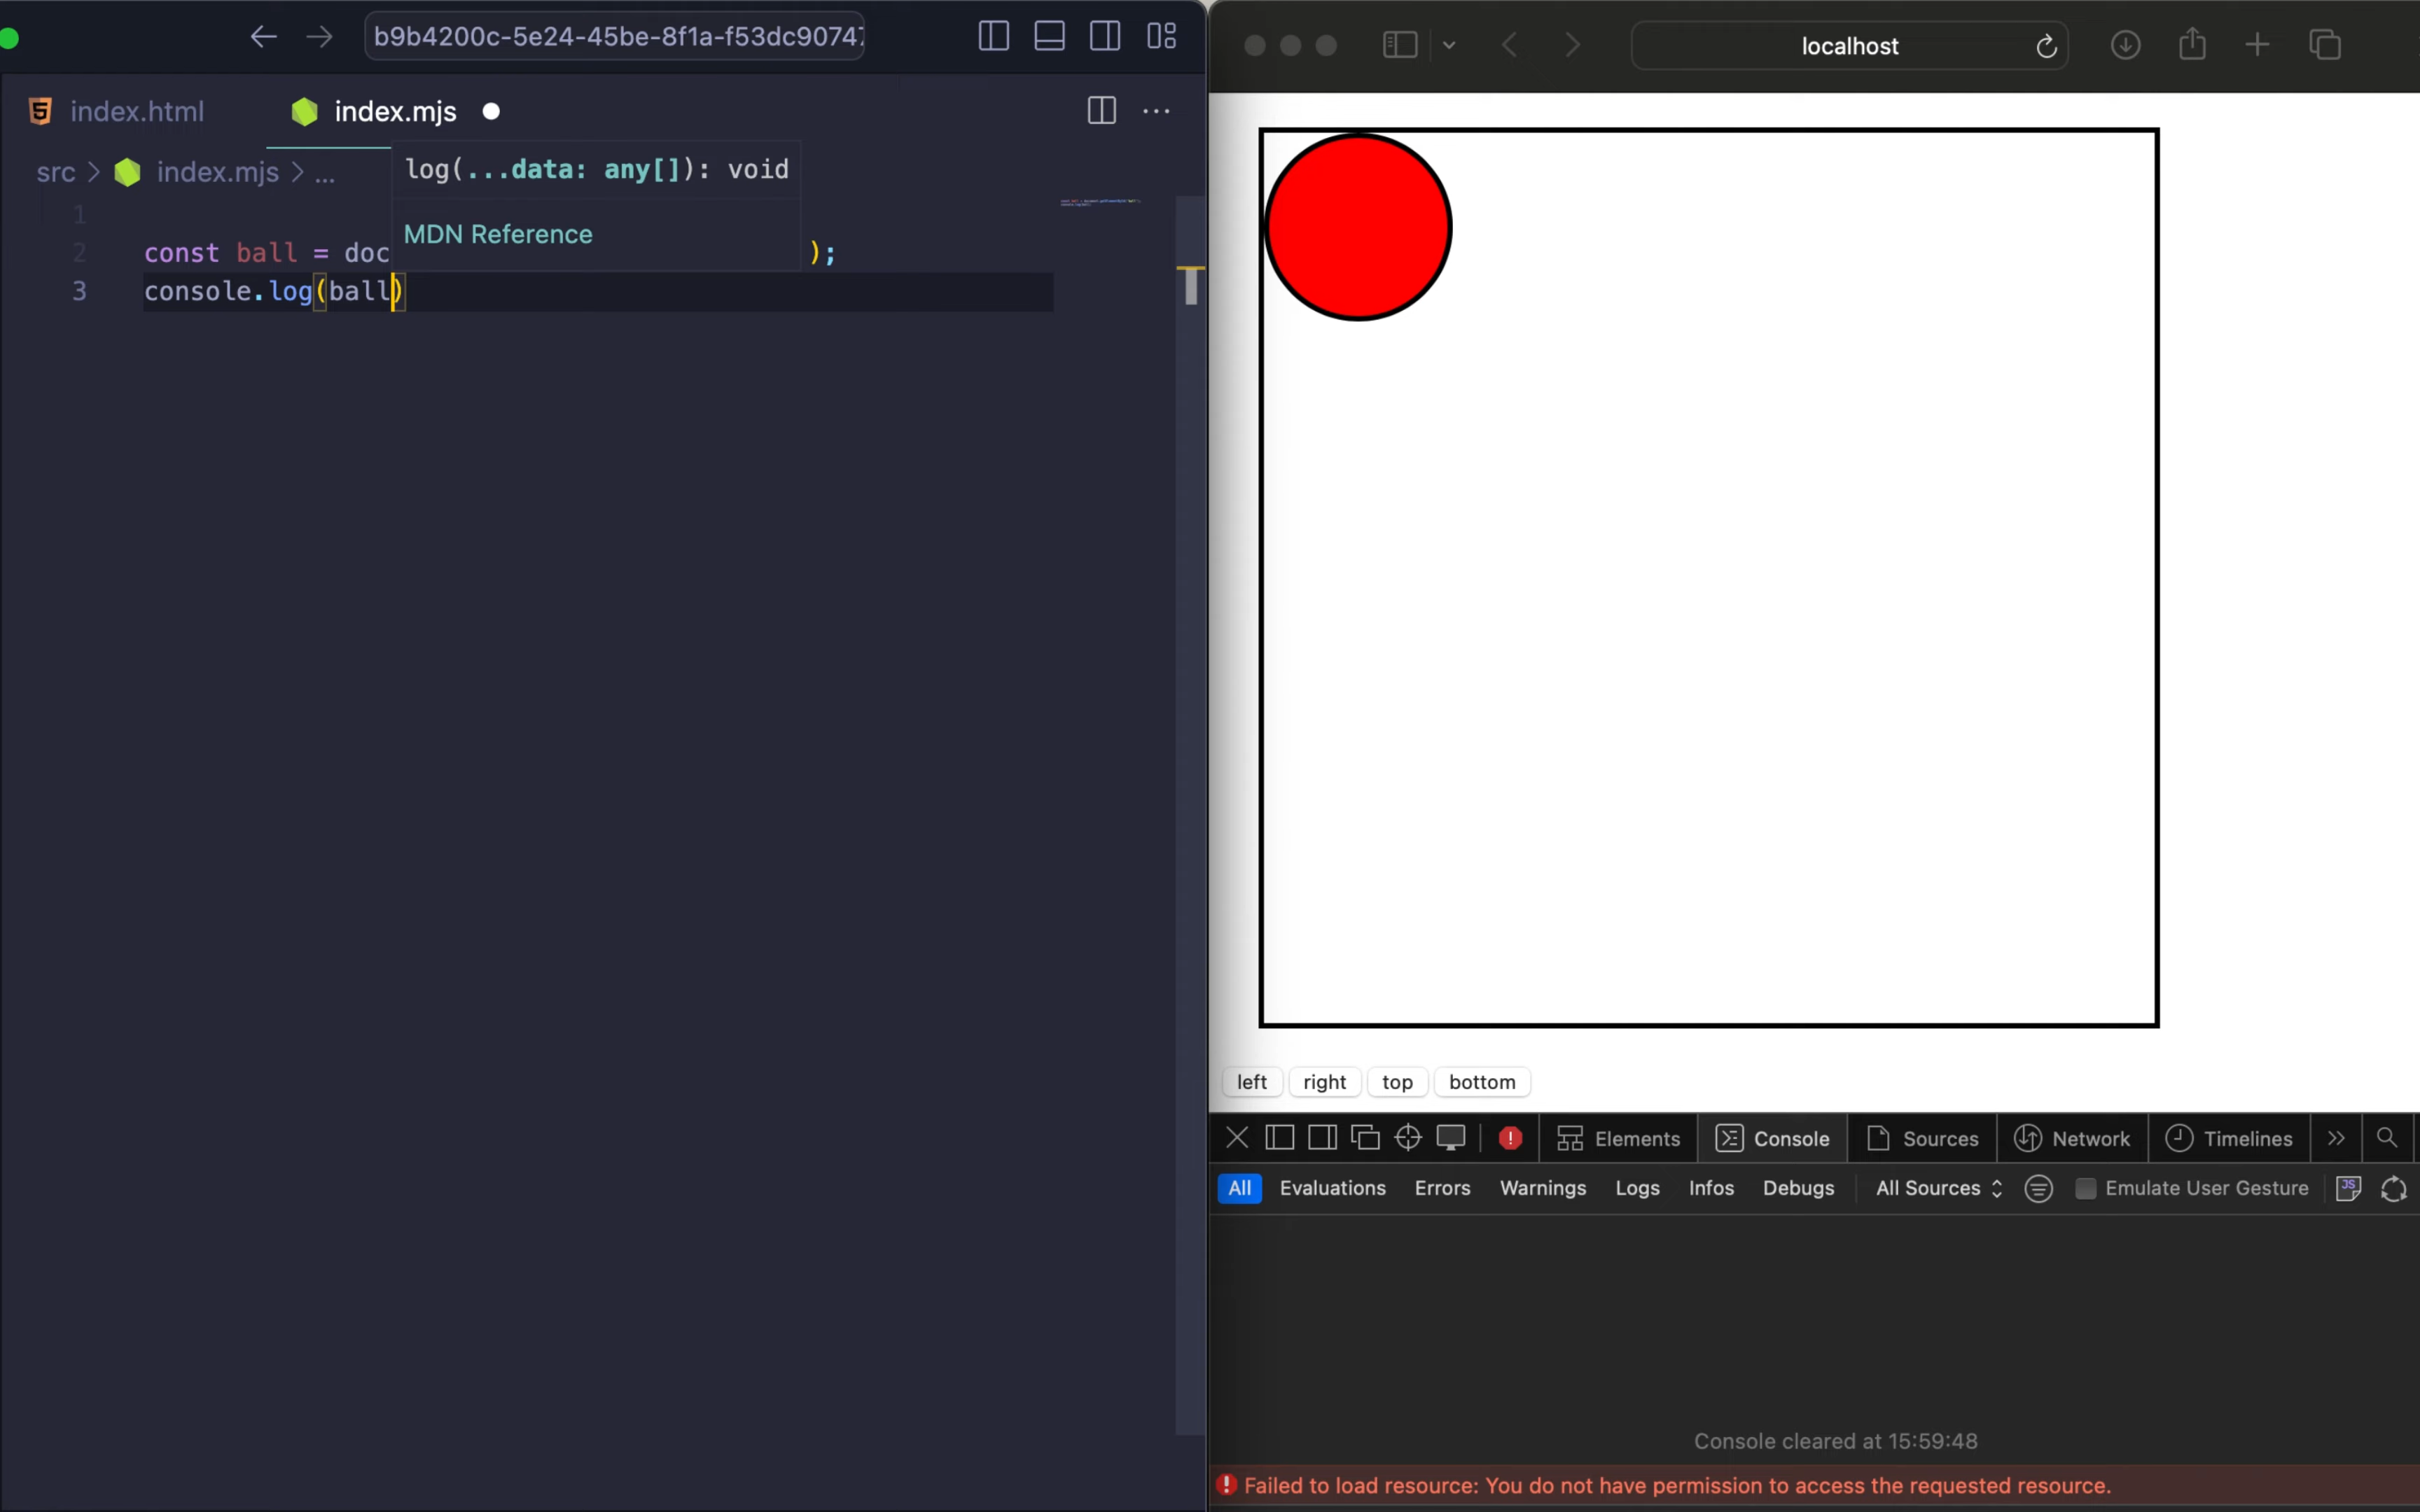 b9b4200c-5e24-45be-8f1a-f53dc90747
index.html
index.mjs
src > index.mjs > ...
log(...data: any[]): void
MDN Reference
1
2 const ball = doc );
3 console.log(ball)
localhost
left right top bottom
Elements Console Sources Network Timelines
All Evaluations Errors Warnings Logs Infos Debugs All Sources Emulate User Gesture JS
Console cleared at 15:59:48
Failed to load resource: You do not have permission to access the requested resource.